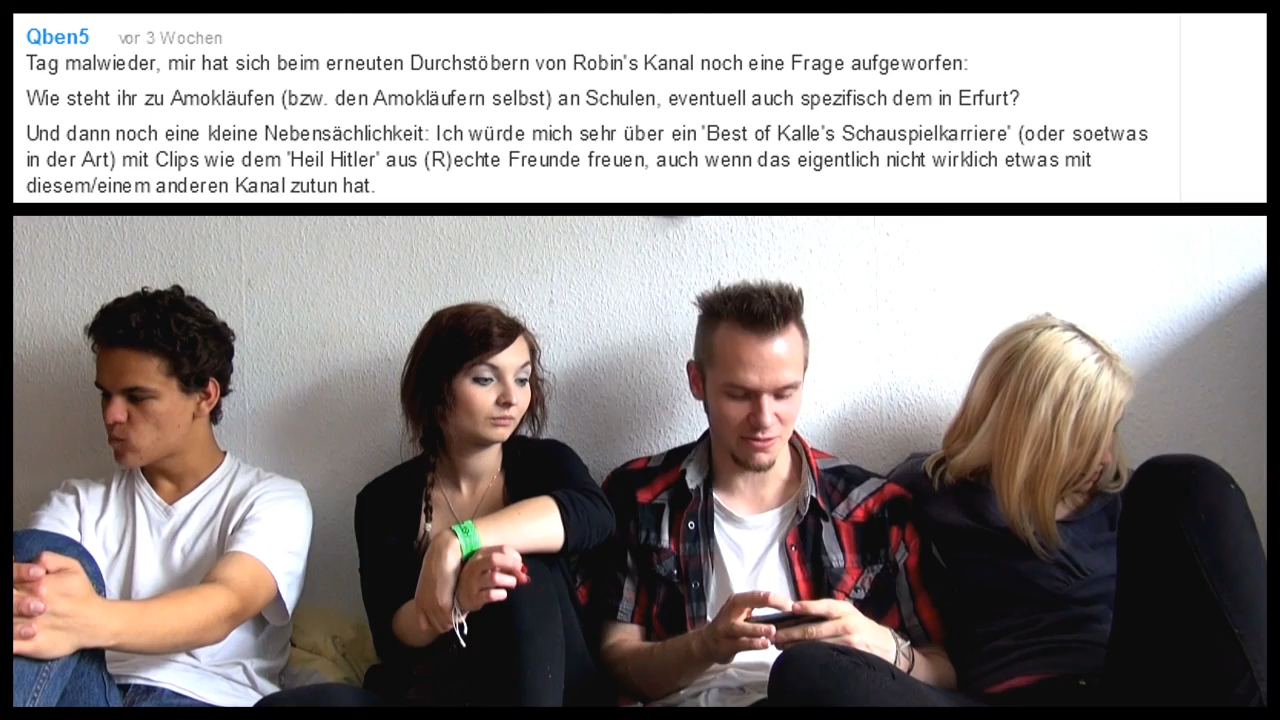 Qben5 vor 3 Wochen
Tag malwieder, mir hat sich beim erneuten Durchstöbern von Robin's Kanal noch eine Frage aufgeworfen:
Wie steht ihr zu Amokläufen (bzw. den Amokläufern selbst) an Schulen, eventuell auch spezifisch dem in Erfurt?
Und dann noch eine kleine Nebensächlichkeit: Ich würde mich sehr über ein 'Best of Kalle's Schauspielkarriere' (oder soetwas
in der Art) mit Clips wie dem 'Heil Hitler' aus (R)echte Freunde freuen, auch wenn das eigentlich nicht wirklich etwas mit
diesem/einem anderen Kanal zutun hat.